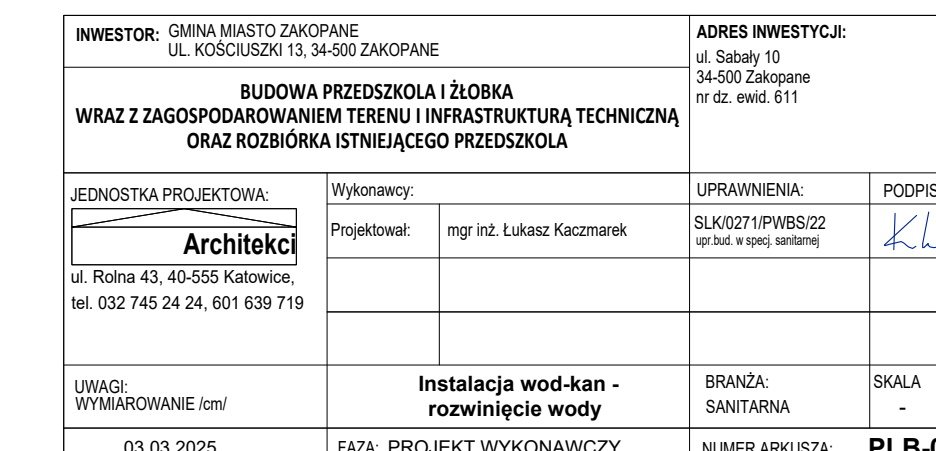 INWESTOR: GMINA MIASTO ZAKOPANE
UL. KOŚCIUSZKI 13, 34-500 ZAKOPANE
ADRES INWESTYCJI:
ul. Sabały 10
34-500 Zakopane
nr dz. ewid. 611
BUDOWA PRZEDSZKOLA I ŻŁOBKA
WRAZ Z ZAGOSPODAROWANIEM TERENU I INFRASTRUKTURĄ TECHNICZNĄ
ORAZ ROZBIÓRKA ISTNIEJĄCEGO PRZEDSZKOLA
JEDNOSTKA PROJEKTOWA:
Architekci
ul. Rolna 43, 40-555 Katowice,
tel. 032 745 24 24, 601 639 719
Wykonawcy:
UPRAWNIENIA:
PODPIS
Projektował:
mgr inż. Łukasz Kaczmarek
SLK/0271/PWBS/22
upr.bud. w specj. sanitarnej
UWAGI:
WYMIAROWANIE /cm/
Instalacja wod-kan -
rozwinięcie wody
BRANŻA:
SANITARNA
SKALA
-
03.03.2025
FAZA: PROJEKT WYKONAWCZY
NUMER ARKUSZA: